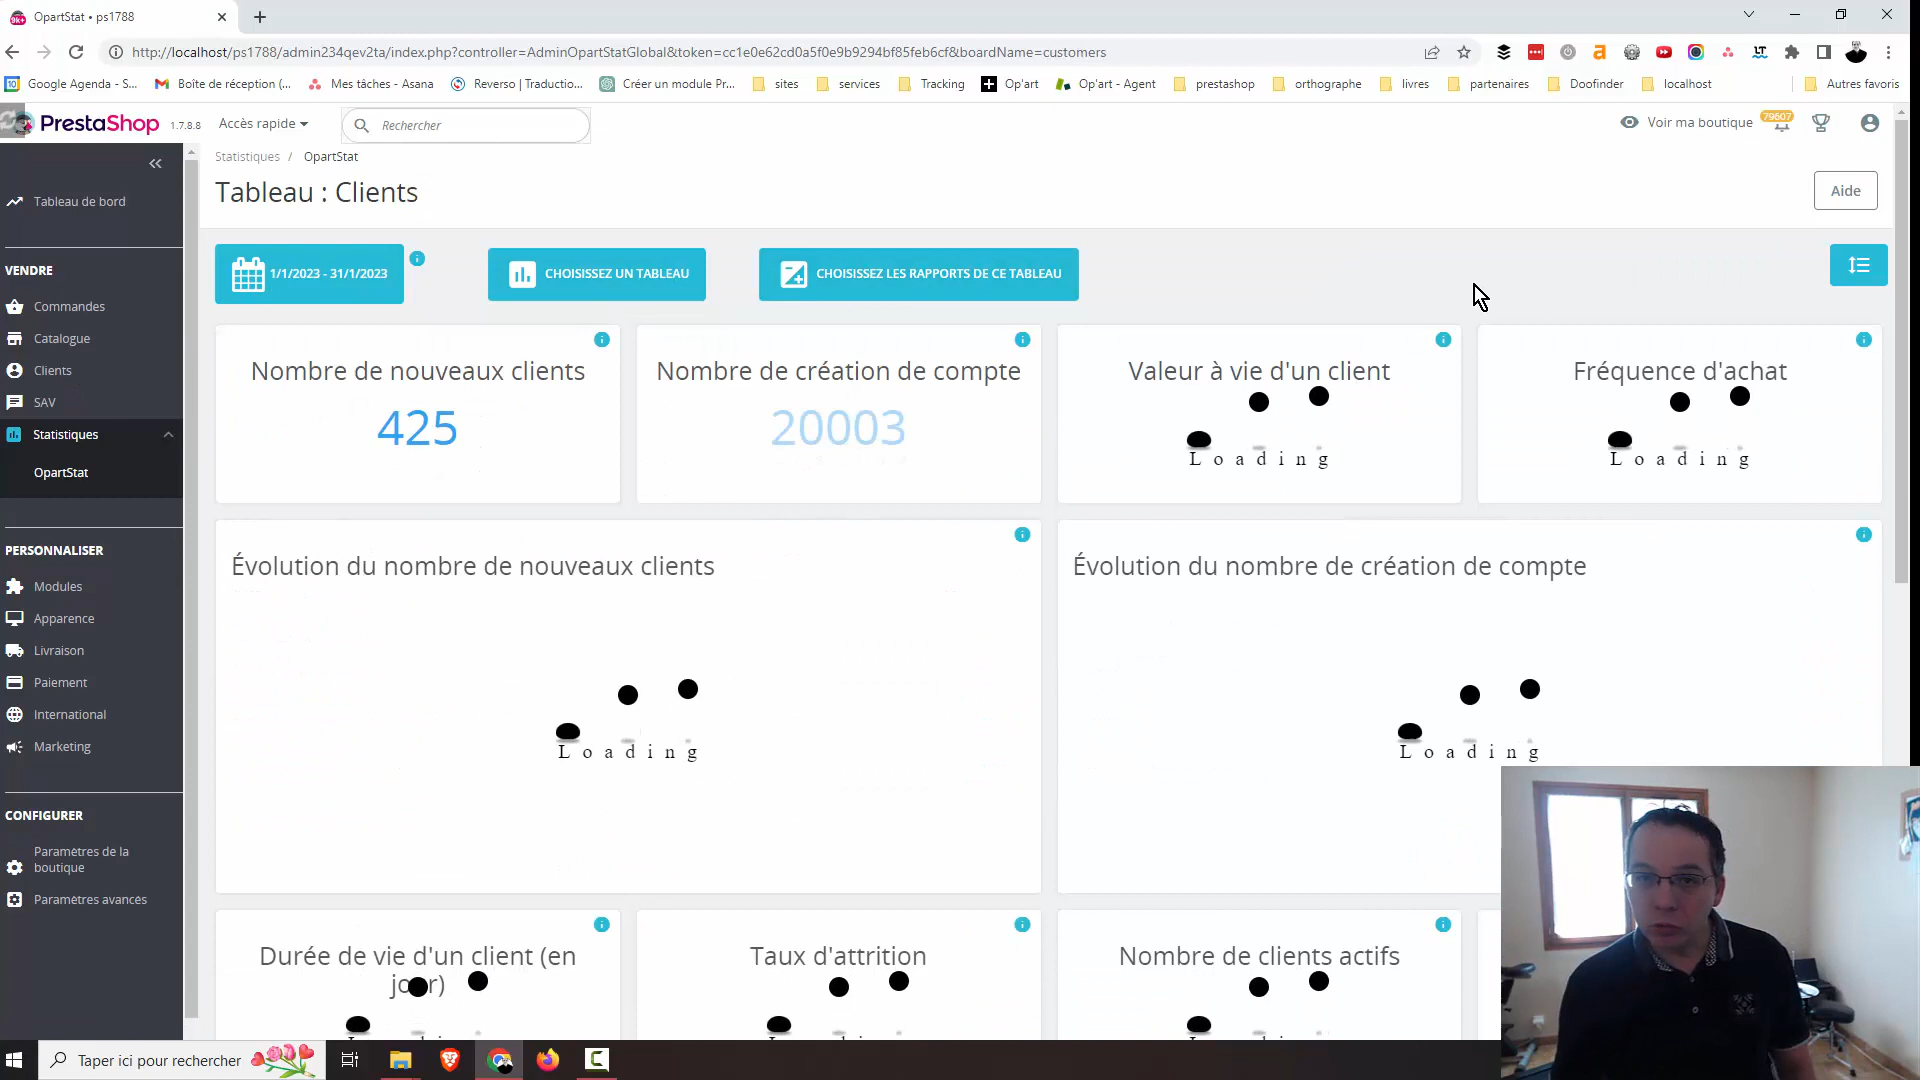 OpartStat • ps1788
http://localhost/ps1788/admin234qev2ta/index.php?controller=AdminOpartStatGlobal&token=cc1e0e62cd0a5f0e9b9294bf85feb6cf&boardName=customers
Google Agenda - S... Boîte de réception (... Mes tâches - Asana Reverso | Traductio... Créer un module Pr... sites services Tracking Op'art Op'art - Agent prestashop orthographe livres partenaires Doofinder localhost Autres favoris
PrestaShop 1.7.8.8 Accès rapide Rechercher Voir ma boutique 79607
Statistiques / OpartStat
Tableau : Clients
Aide
1/1/2023 - 31/1/2023 CHOISISSEZ UN TABLEAU CHOISISSEZ LES RAPPORTS DE CE TABLEAU
Tableau de bord
VENDRE
Commandes
Catalogue
Clients
SAV
Statistiques
OpartStat
PERSONNALISER
Modules
Apparence
Livraison
Paiement
International
Marketing
CONFIGURER
Paramètres de la
boutique
Paramètres avancés
Nombre de nouveaux clients
425
Nombre de création de compte
20003
Valeur à vie d'un client
Loading
Fréquence d'achat
Loading
Évolution du nombre de nouveaux clients
Loading
Évolution du nombre de création de compte
Loading
Durée de vie d'un client (en
Taux d'attrition
Nombre de clients actifs
Taper ici pour rechercher